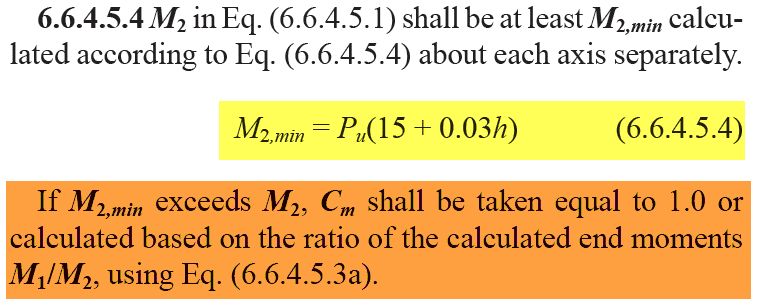 6.6.4.5.4 M2 in Eq. (6.6.4.5.1) shall be at least M2,min calcu-
lated according to Eq. (6.6.4.5.4) about each axis separately.
M2,min = Pu(15 + 0.03h) (6.6.4.5.4)
If M2,min exceeds M2, Cm shall be taken equal to 1.0 or
calculated based on the ratio of the calculated end moments
M1/M2, using Eq. (6.6.4.5.3a).